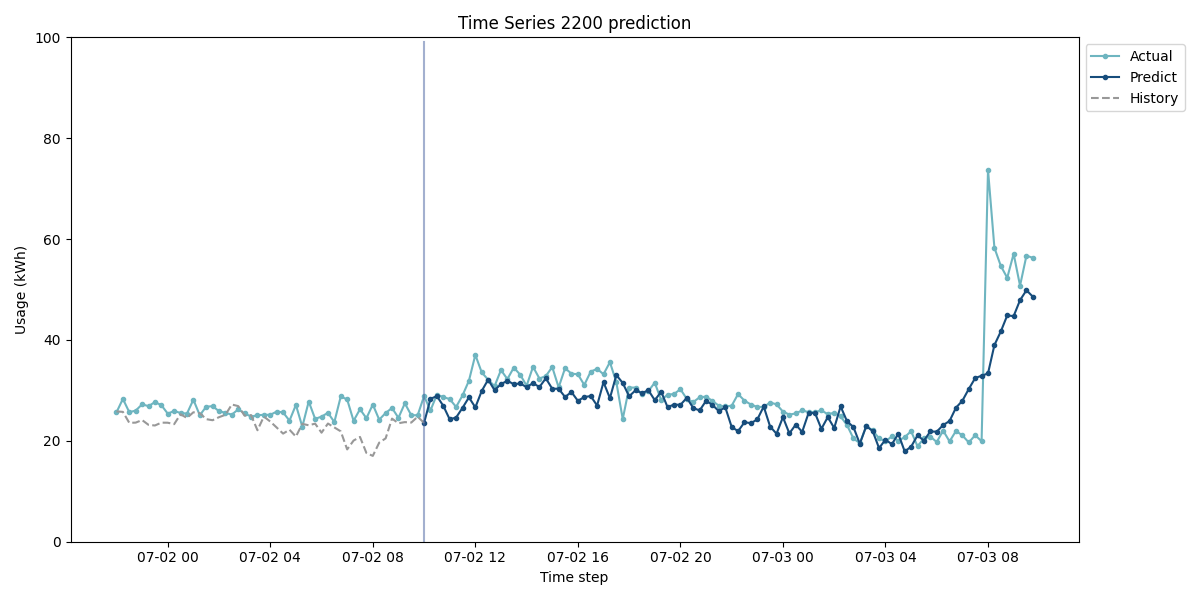 Time Series 2200 prediction
100
80
60
40
20
0
Usage (kWh)
07-02 00
07-02 04
07-02 08
07-02 12
07-02 16
07-02 20
07-03 00
07-03 04
07-03 08
Time step
Actual
Predict
History